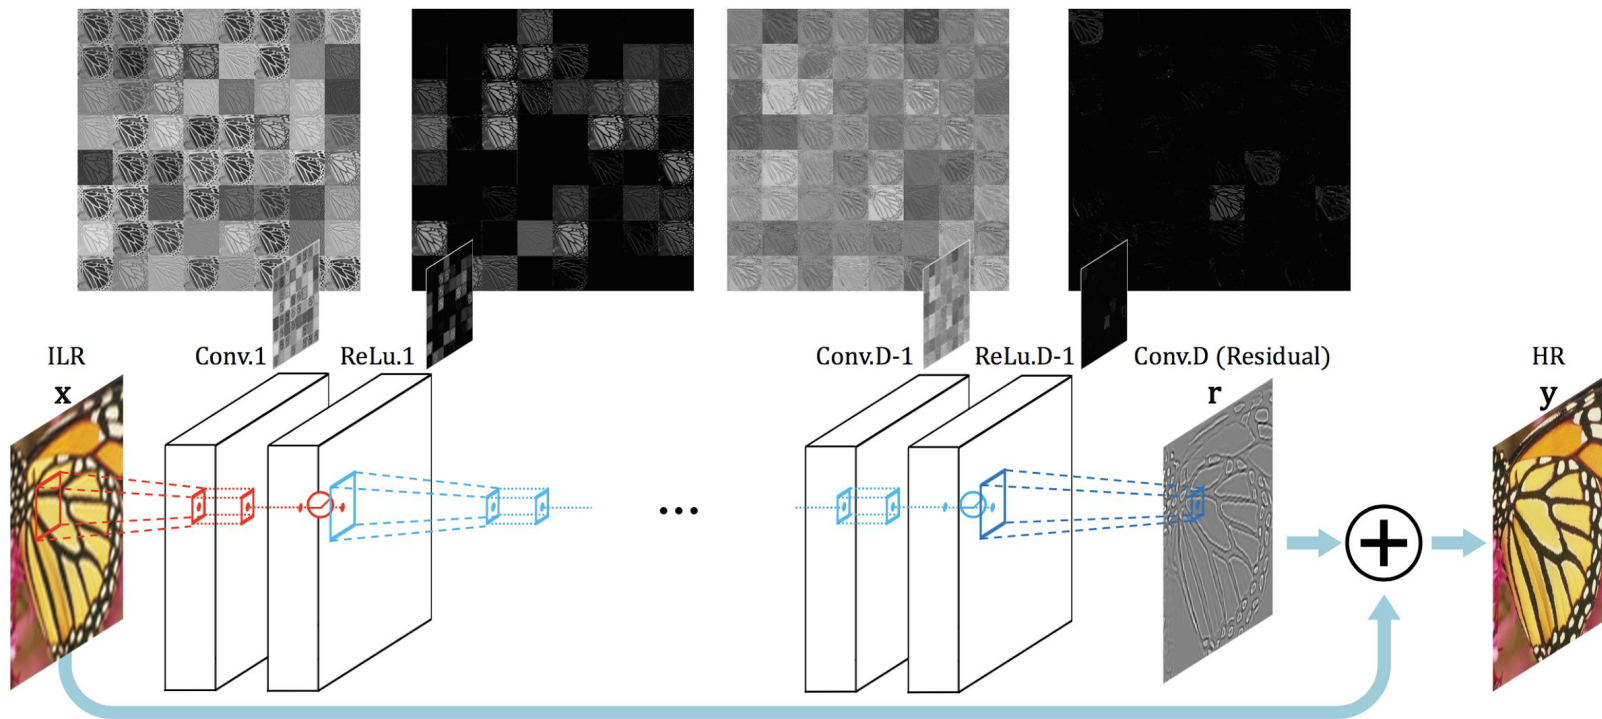 ILR
x
Conv.1
ReLu.1
Conv.D-1
ReLu.D-1
Conv.D (Residual)
r
HR
y